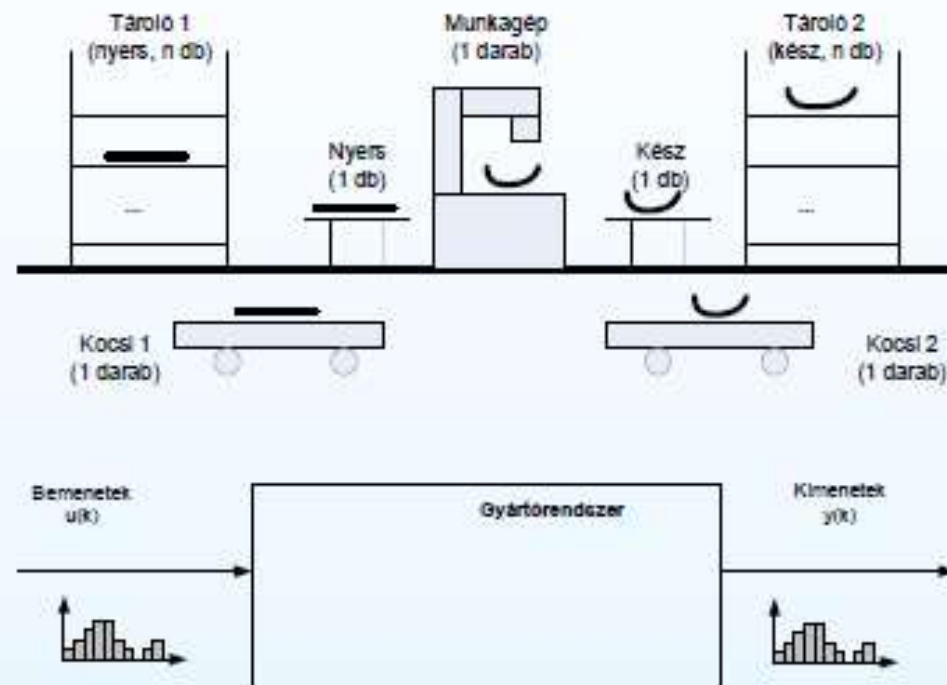 Tároló 1
(nyers, n db)
Munkagép
(1 darab)
Tároló 2
(kész, n db)
Nyers
(1 db)
Kész
(1 db)
...
...
Kocsi 1
(1 darab)
Kocsi 2
(1 darab)
Bemenetek
u(k)
Gyártórendszer
Kimenetek
y(k)